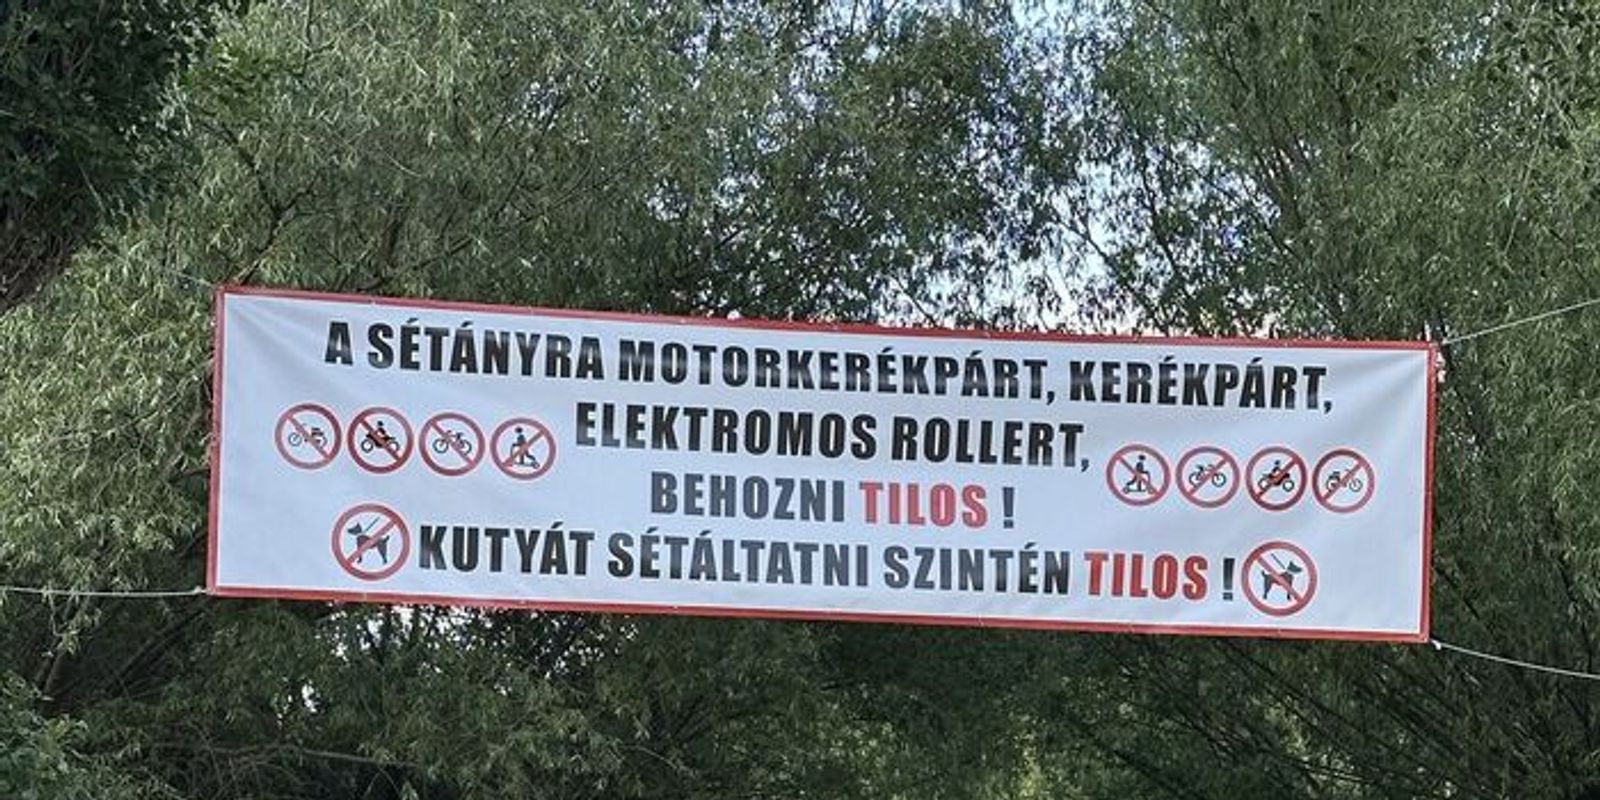 A SÉTÁNYRA MOTORKERÉKPÁRT, KERÉKPÁRT,
ELEKTROMOS ROLLERT,
BEHOZNI TILOS !
KUTYÁT SÉTÁLTATNI SZINTÉN TILOS !